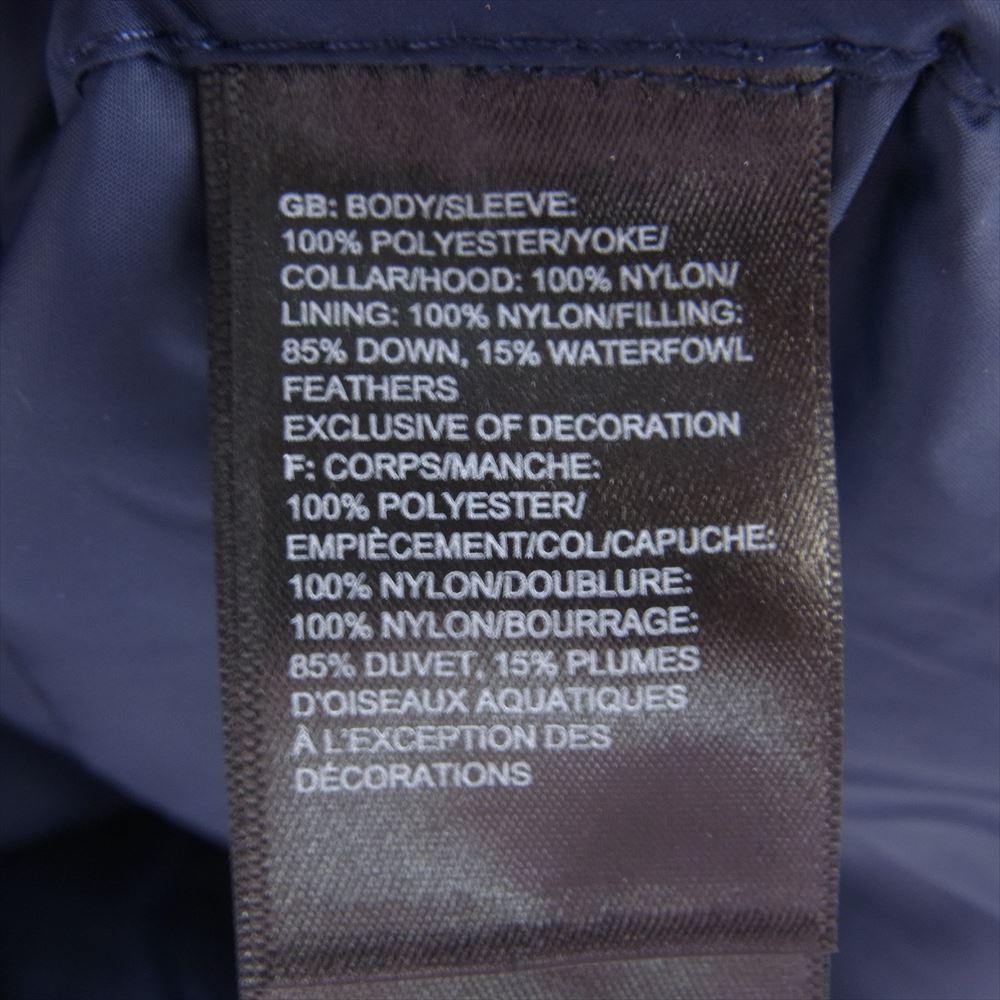 GB: BODY/SLEEVE:
100% POLYESTER/YOKE/
COLLAR/HOOD: 100% NYLON/
LINING: 100% NYLON/FILLING:
85% DOWN, 15% WATERFOWL
FEATHERS
EXCLUSIVE OF DECORATION
F: CORPS/MANCHE:
100% POLYESTER/
EMPIÈCEMENT/COL/CAPUCHE:
100% NYLON/DOUBLURE:
100% NYLON/BOURRAGE:
85% DUVET, 15% PLUMES
D'OISEAUX AQUATIQUES
À L'EXCEPTION DES
DÉCORATIONS